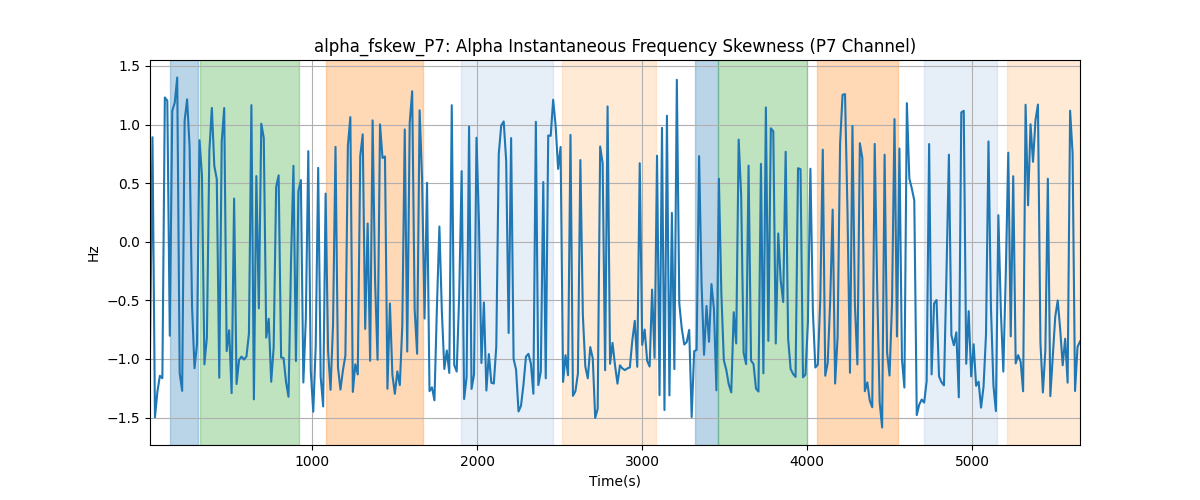 alpha_fskew_P7: Alpha Instantaneous Frequency Skewness (P7 Channel)
1.5
1.0
0.5
0.0
−0.5
−1.0
−1.5
Hz
1000 2000 3000 4000 5000
Time(s)